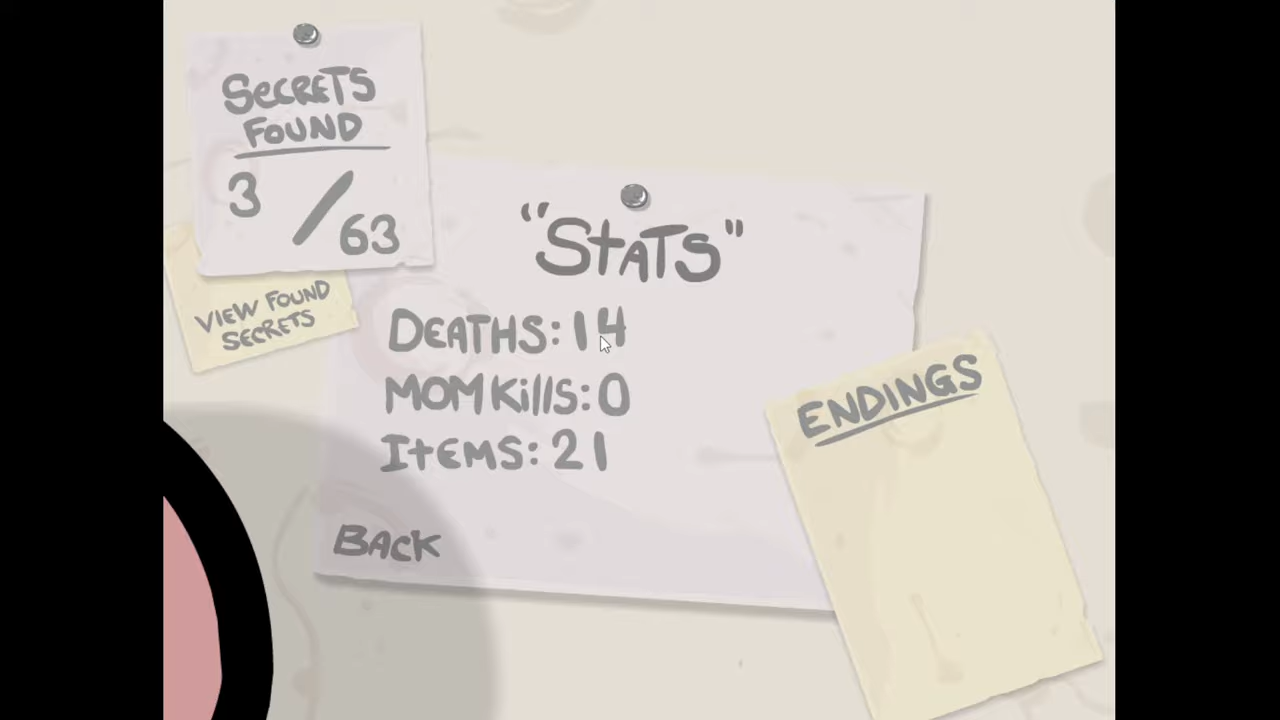 SECRETS
FOUND
3/63
VIEW FOUND
SECRETS
"STATS"
DEATHS: 14
MOM Kills: 0
ITEMS: 21
BACK
ENDINGS